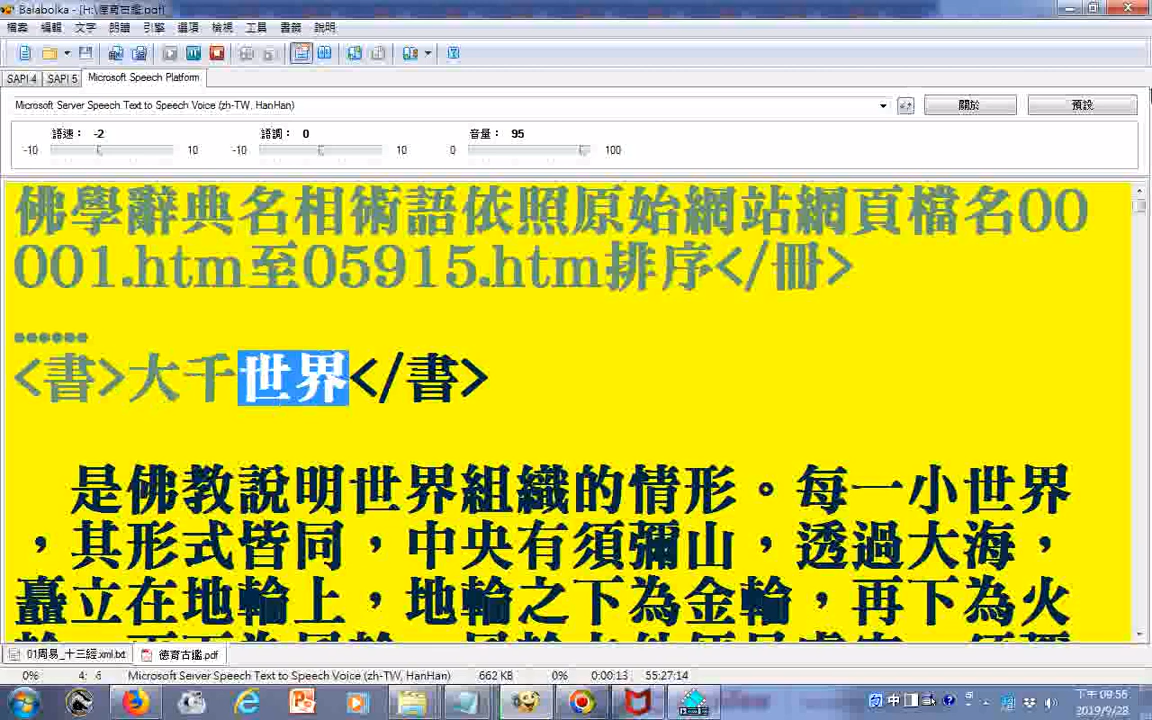 Balabolka - [H:\德育古鑑.pdf]
檔案 編輯 文字 朗讀 引擎 選項 檢視 工具 書籤 說明
SAPI 4 SAPI 5 Microsoft Speech Platform
Microsoft Server Speech Text to Speech Voice (zh-TW, HanHan) 關於 預設
語速： -2 語調： 0 音量： 95
-10 10 -10 10 0 100
佛學辭典名相術語依照原始網站網頁檔名00
001.htm至05915.htm排序</冊>
……
<書>大千世界</書>
是佛教說明世界組織的情形。每一小世界
，其形式皆同，中央有須彌山，透過大海，
矗立在地輪上，地輪之下為金輪，再下為火
01周易_十三經.xml.txt 德育古鑑.pdf
0% 4: 6 Microsoft Server Speech Text to Speech Voice (zh-TW, HanHan) 662 KB 0% 0:00:13 55:27:14
中 下午 09:56
2019/9/28